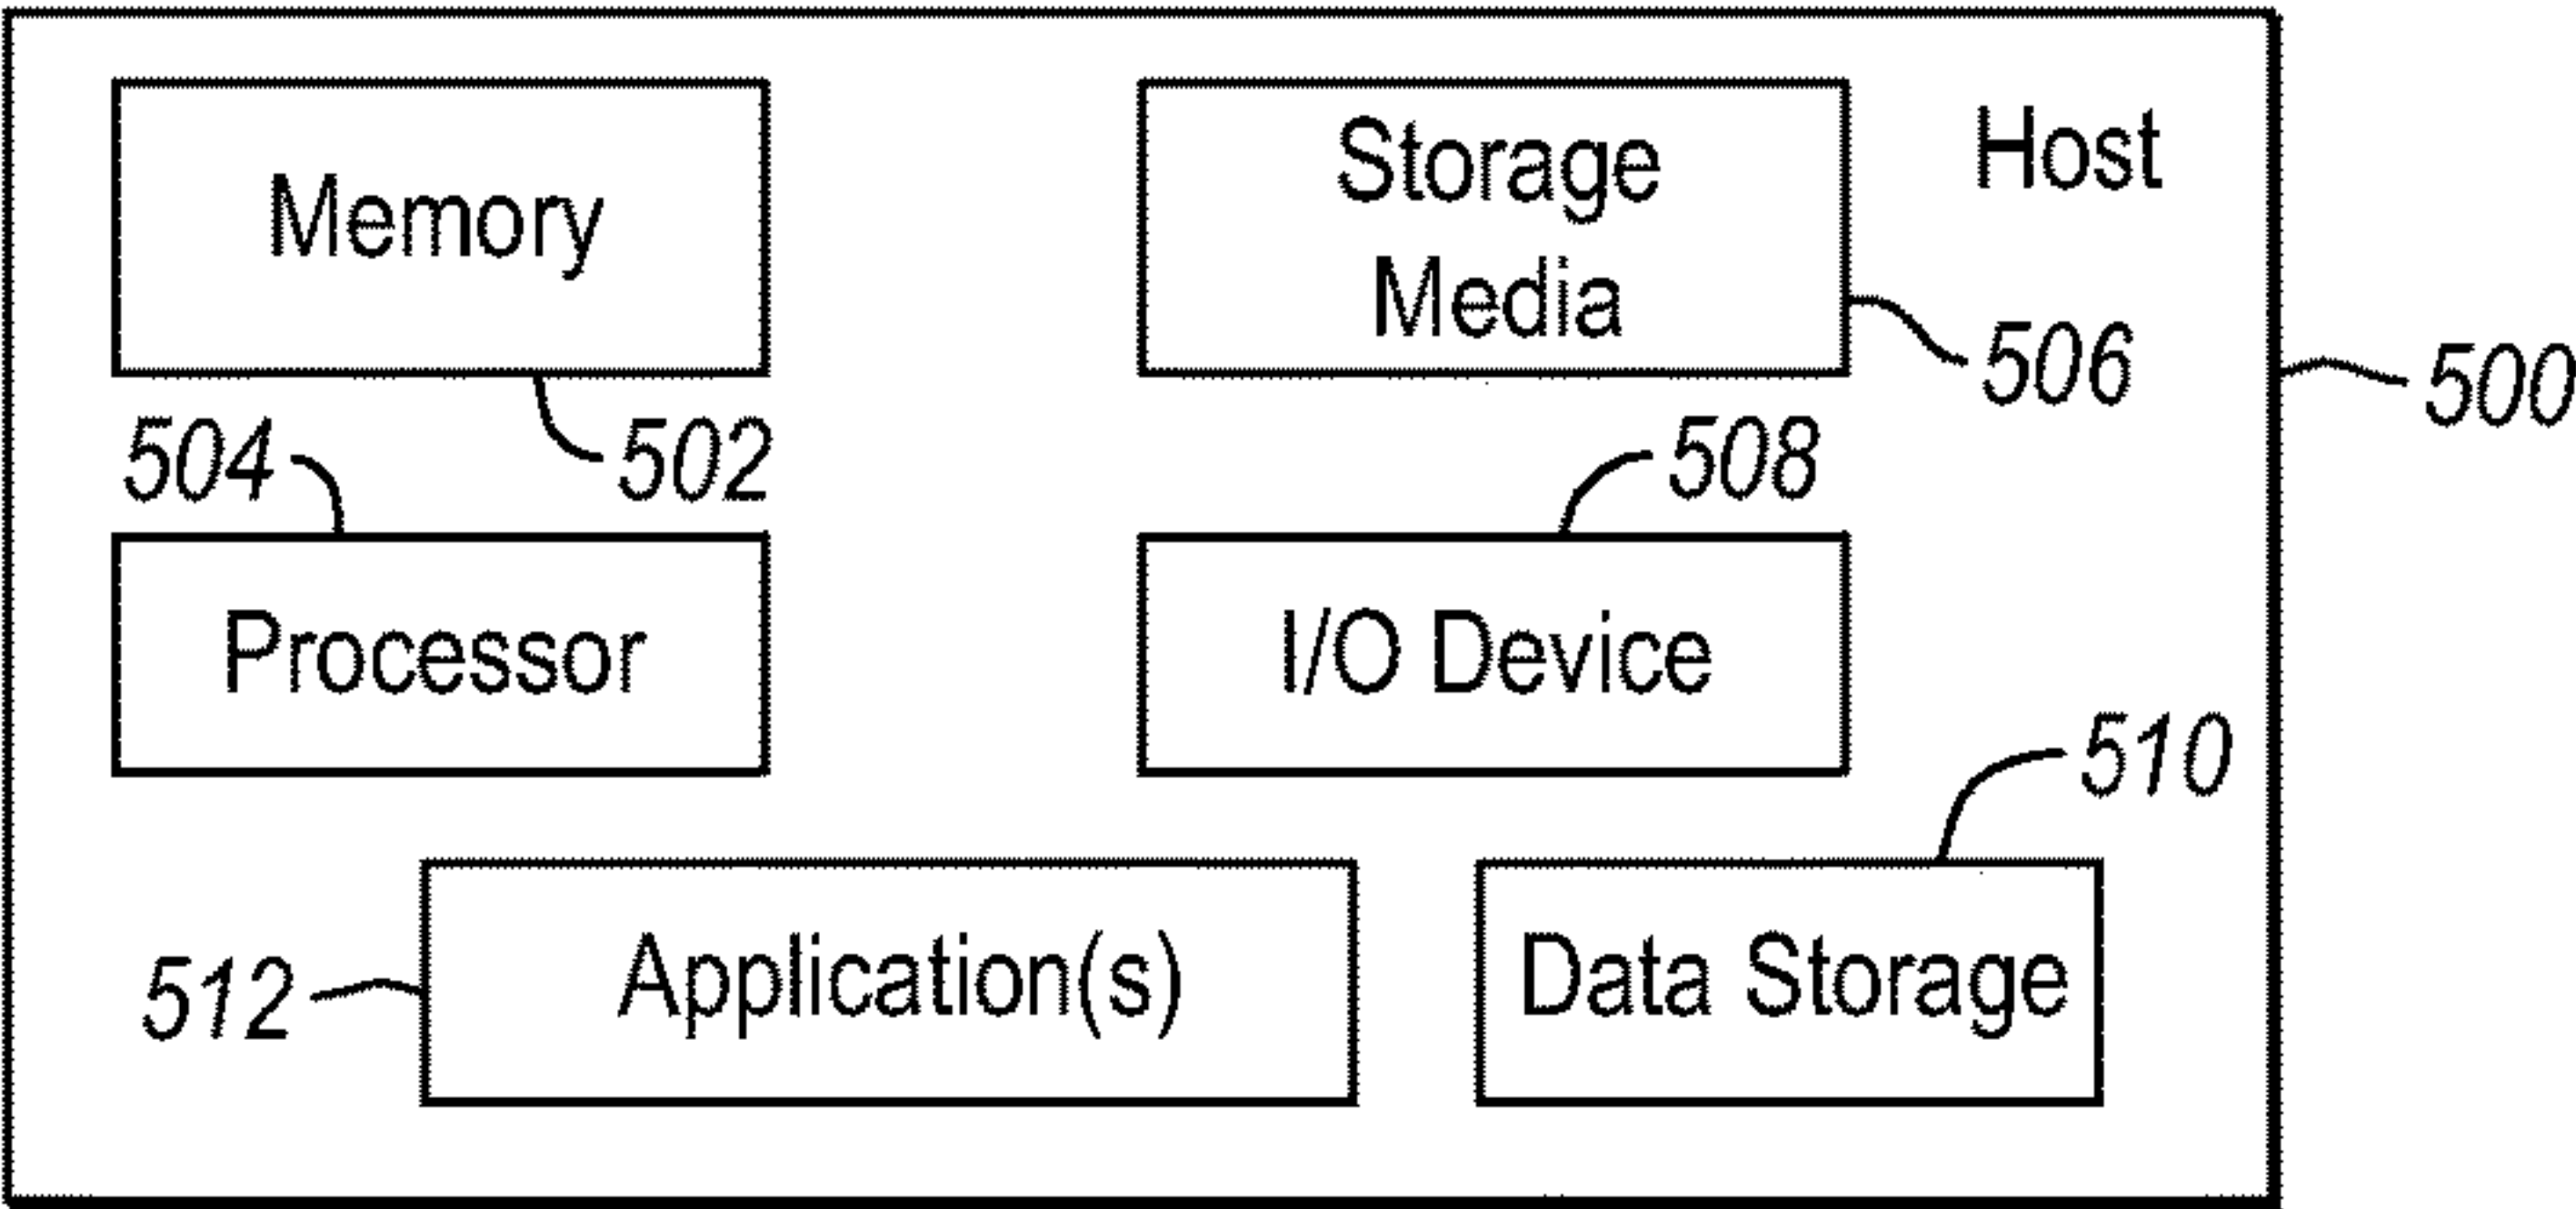 Memory
Storage
Media
Host
506
500
504
502
508
Processor
I/O Device
510
512
Application(s)
Data Storage